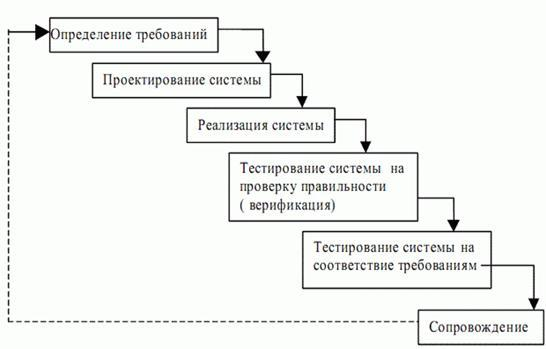 Определение требований
Проектирование системы
Реализация системы
Тестирование системы на
проверку правильности
( верификация)
Тестирование системы на
соответствие требованиям
Сопровождение